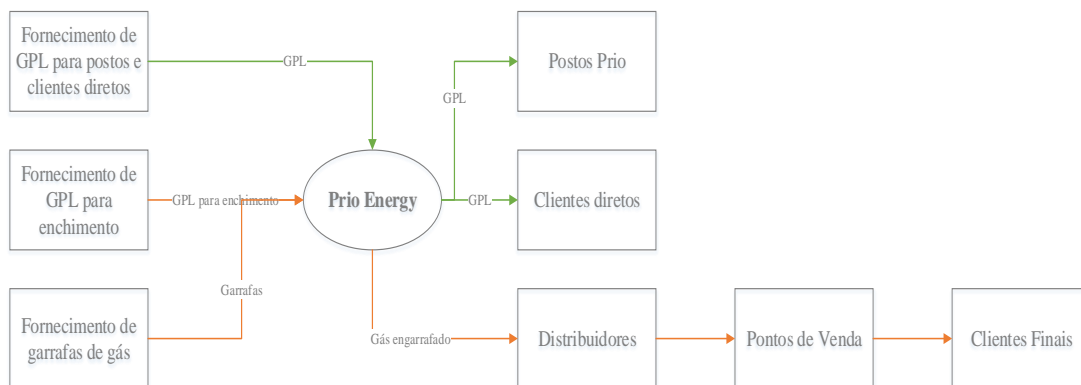 Fornecimento de
GPL para postos e
clientes diretos
GPL
Postos Prio
GPL
Fornecimento de
GPL para
enchimento
GPL para enchimento
Prio Energy
GPL
Clientes diretos
Garrafas
Fornecimento de
garrafas de gás
Gás engarrafado
Distribuidores
Pontos de Venda
Clientes Finais